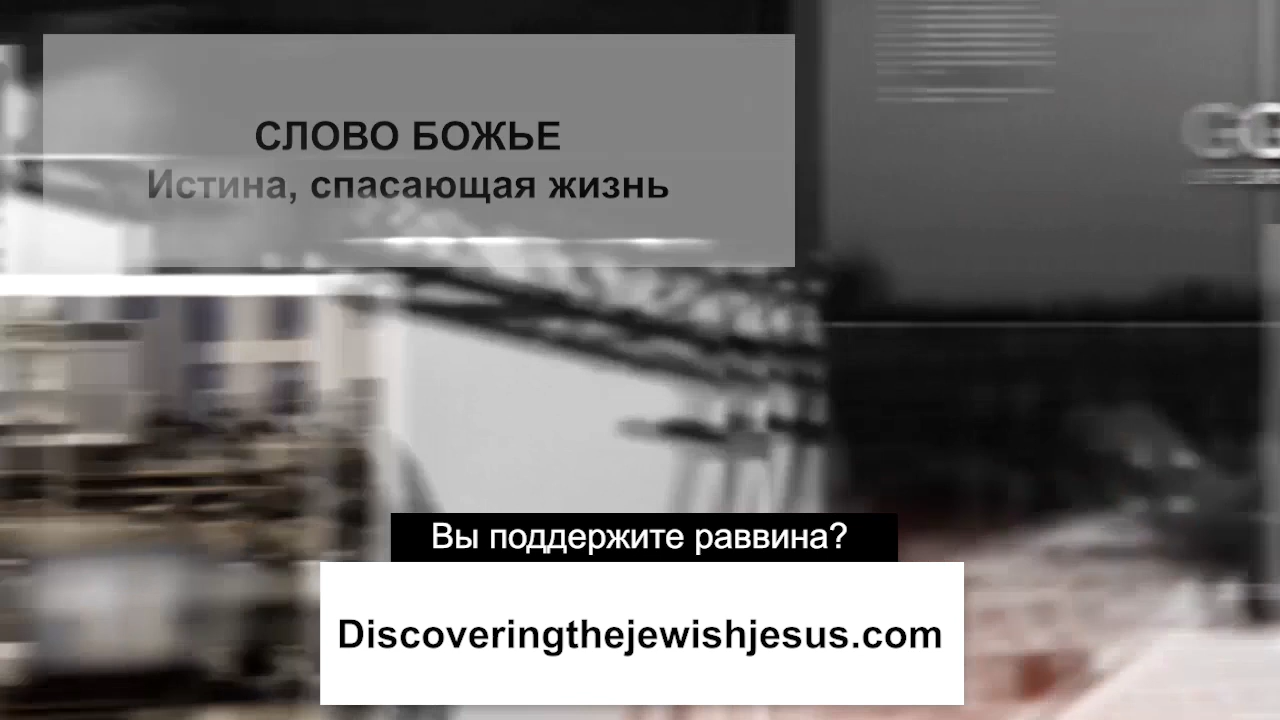 СЛОВО БОЖЬЕ
Истина, спасающая жизнь
Вы поддержите раввина?
Discoveringthejewishjesus.com